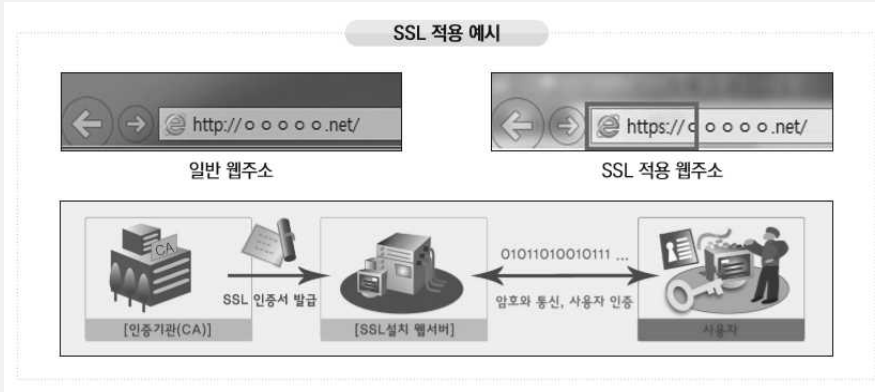 SSL 적용 예시
http://ooooo.net/
https://ooooo.net/
일반 웹주소
SSL 적용 웹주소
CA
01011010010111 ...
SSL 인증서 발급
암호와 통신, 사용자 인증
[인증기관(CA)]
[SSL설치 웹서버]
사용자